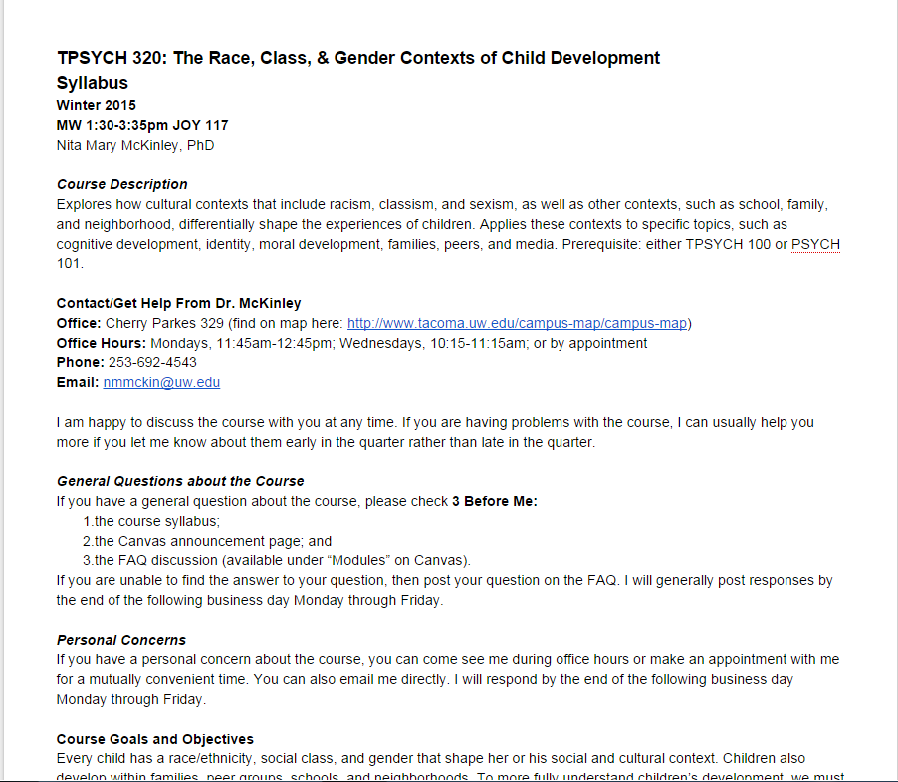 TPSYCH 320: The Race, Class, & Gender Contexts of Child Development
Syllabus
Winter 2015
MW 1:30-3:35pm JOY 117
Nita Mary McKinley, PhD
Course Description
Explores how cultural contexts that include racism, classism, and sexism, as well as other contexts, such as school, family,
and neighborhood, differentially shape the experiences of children. Applies these contexts to specific topics, such as
cognitive development, identity, moral development, families, peers, and media. Prerequisite: either TPSYCH 100 or PSYCH
101.
Contact/Get Help From Dr. McKinley
Office: Cherry Parkes 329 (find on map here: http://www.tacoma.uw.edu/campus-map/campus-map)
Office Hours: Mondays, 11:45am-12:45pm; Wednesdays, 10:15-11:15am; or by appointment
Phone: 253-692-4543
Email: nmmckin@uw.edu
I am happy to discuss the course with you at any time. If you are having problems with the course, I can usually help you
more if you let me know about them early in the quarter rather than late in the quarter.
General Questions about the Course
If you have a general question about the course, please check 3 Before Me:
1.the course syllabus;
2.the Canvas announcement page; and
3.the FAQ discussion (available under “Modules” on Canvas).
If you are unable to find the answer to your question, then post your question on the FAQ. I will generally post responses by
the end of the following business day Monday through Friday.
Personal Concerns
If you have a personal concern about the course, you can come see me during office hours or make an appointment with me
for a mutually convenient time. You can also email me directly. I will respond by the end of the following business day
Monday through Friday.
Course Goals and Objectives
Every child has a race/ethnicity, social class, and gender that shape her or his social and cultural context. Children also
develop within families, peer groups, schools, and neighborhoods. To more fully understand children's development, we must